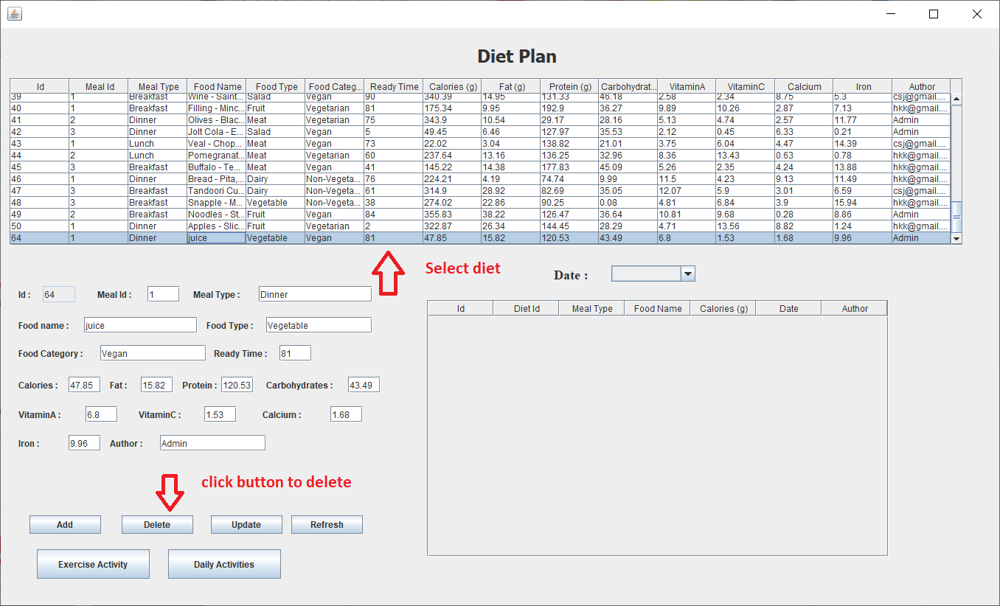 Diet Plan
Id Meal Id Meal Type Food Name Food Type Food Categ... Ready Time Calories (g) Fat (g) Protein (g) Carbohydrat... VitaminA VitaminC Calcium Iron Author
39 1 Breakfast Wine - Saint... Salad Vegan 90 340.39 14.95 131.33 46.18 2.58 2.34 8.75 5.3 csj@gmail....
40 1 Breakfast Filling - Minc... Fruit Vegetarian 81 175.34 9.95 192.9 36.27 9.89 10.26 2.87 7.13 hkk@gmail....
41 2 Dinner Olives - Blac... Meat Vegetarian 75 343.9 10.54 29.17 28.16 5.13 4.74 2.57 11.77 Admin
42 3 Dinner Jolt Cola - E... Salad Vegan 5 49.45 6.46 127.97 35.53 2.12 0.45 6.33 0.21 Admin
43 1 Lunch Veal - Chop... Meat Vegan 73 22.02 3.04 138.82 21.01 3.75 6.04 4.47 14.39 csj@gmail....
44 2 Lunch Pomegranat... Meat Vegetarian 60 237.64 13.16 136.25 32.96 8.36 13.43 0.63 0.78 hkk@gmail....
45 3 Breakfast Buffalo - Te... Meat Vegan 41 145.22 14.38 177.83 45.09 5.26 2.35 4.24 13.88 hkk@gmail....
46 1 Dinner Bread - Pita,... Dairy Non-Vegeta... 76 224.21 4.19 74.74 9.99 11.5 4.23 9.13 11.49 hkk@gmail....
47 3 Breakfast Tandoori Cu... Dairy Non-Vegeta... 61 314.9 28.92 82.69 35.05 12.07 5.9 3.01 6.59 csj@gmail....
48 3 Breakfast Snapple - M... Vegetable Non-Vegeta... 38 274.02 22.86 90.25 0.08 4.81 6.84 3.9 15.94 hkk@gmail....
49 2 Breakfast Noodles - St... Fruit Vegan 84 355.83 38.22 126.47 36.64 10.81 9.68 0.28 8.86 Admin
50 1 Dinner Apples - Slic... Fruit Vegetarian 2 322.87 26.34 144.45 28.29 4.71 13.56 8.82 1.24 hkk@gmail....
64 1 Dinner juice Vegetable Vegan 81 47.85 15.82 120.53 43.49 6.8 1.53 1.68 9.96 Admin
Select diet
Date :
Id : 64 Meal Id : 1 Meal Type : Dinner
Id Diet Id Meal Type Food Name Calories (g) Date Author
Food name : juice Food Type : Vegetable
Food Category : Vegan Ready Time : 81
Calories : 47.85 Fat : 15.82 Protein : 120.53 Carbohydrates : 43.49
VitaminA : 6.8 VitaminC : 1.53 Calcium : 1.68
Iron : 9.96 Author : Admin
click button to delete
Add Delete Update Refresh
Exercise Activity Daily Activities